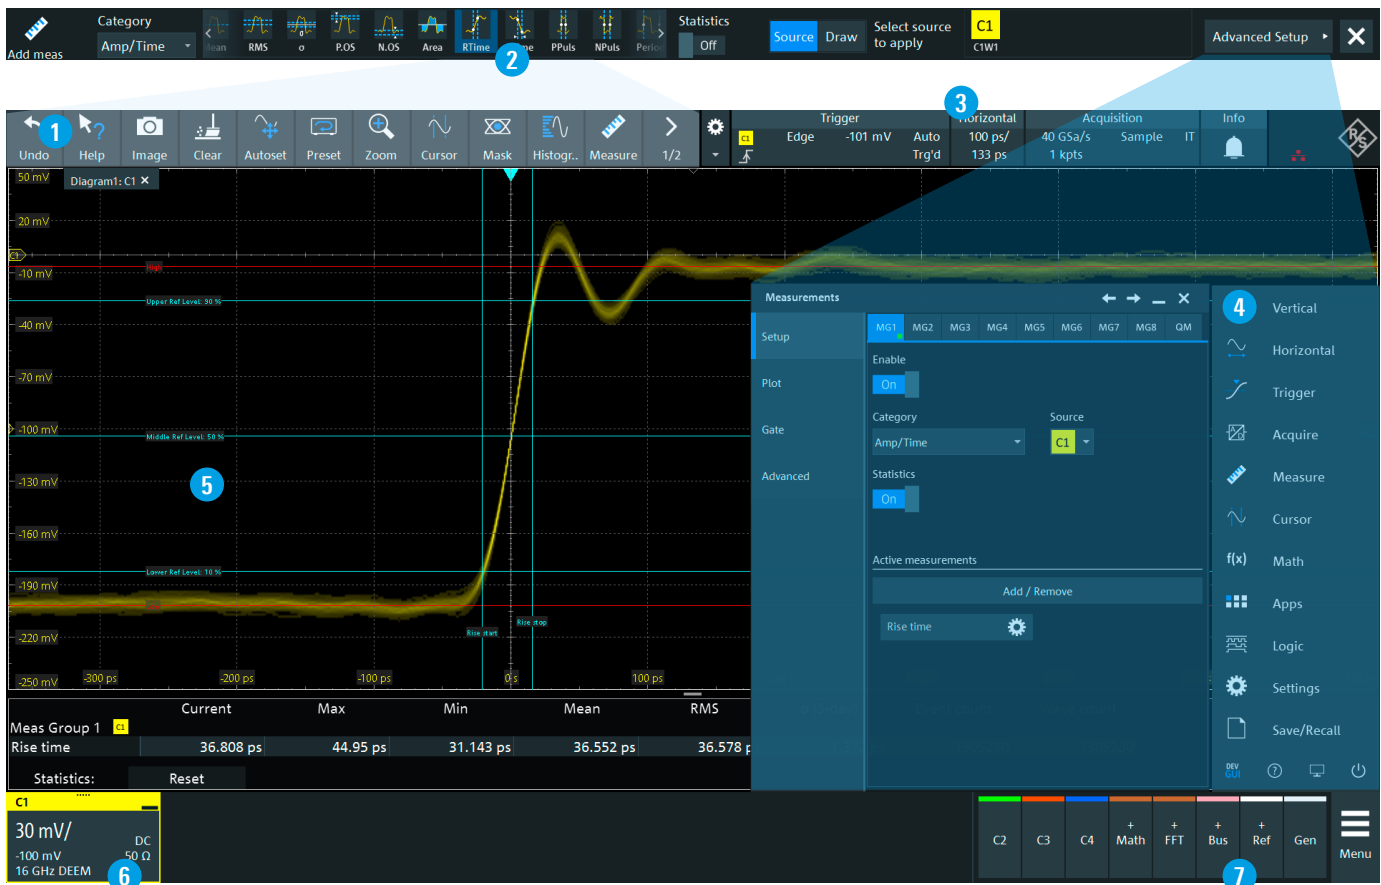 Add meas
Category
Amp/Time
RMS
σ
P.OS
N.OS
Area
RTime
2
PPuls
NPuls
Period
Statistics
Off
Source
Draw
Select source
to apply
C1
C1W1
Advanced Setup
1
Undo
Help
Image
Clear
Autoset
Preset
Zoom
Cursor
Mask
Histogr..
Measure
1/2
C1
Trigger
Edge
-101 mV
Auto
Trg'd
3
Horizontal
100 ps/
133 ps
Acquisition
40 GSa/s
Sample
IT
1 kpts
Info
R&S
50 mV
Diagram1: C1
20 mV
C1
-10 mV
High
Upper Ref Level: 90 %
-40 mV
-70 mV
-100 mV
Middle Ref Level: 50 %
-130 mV
5
-160 mV
Lower Ref Level: 10 %
-190 mV
Rise start
Rise stop
-220 mV
-250 mV
-300 ps
-200 ps
-100 ps
0 s
100 ps
Measurements
Setup
Plot
Gate
Advanced
MG1
MG2
MG3
MG4
MG5
MG6
MG7
MG8
QM
Enable
On
Category
Amp/Time
Source
C1
Statistics
On
Active measurements
Add / Remove
Rise time
4
Vertical
Horizontal
Trigger
Acquire
Measure
Cursor
f(x) Math
Apps
Logic
Settings
Save/Recall
DEV
GUI
Current Max Min Mean RMS
Meas Group 1 C1
Rise time 36.808 ps 44.95 ps 31.143 ps 36.552 ps 36.578 p
Statistics: Reset
C1
30 mV/
DC
-100 mV
50 Ω
16 GHz DEEM
6
C2
C3
C4
+
Math
+
FFT
+
Bus
+
Ref
Gen
7
Menu